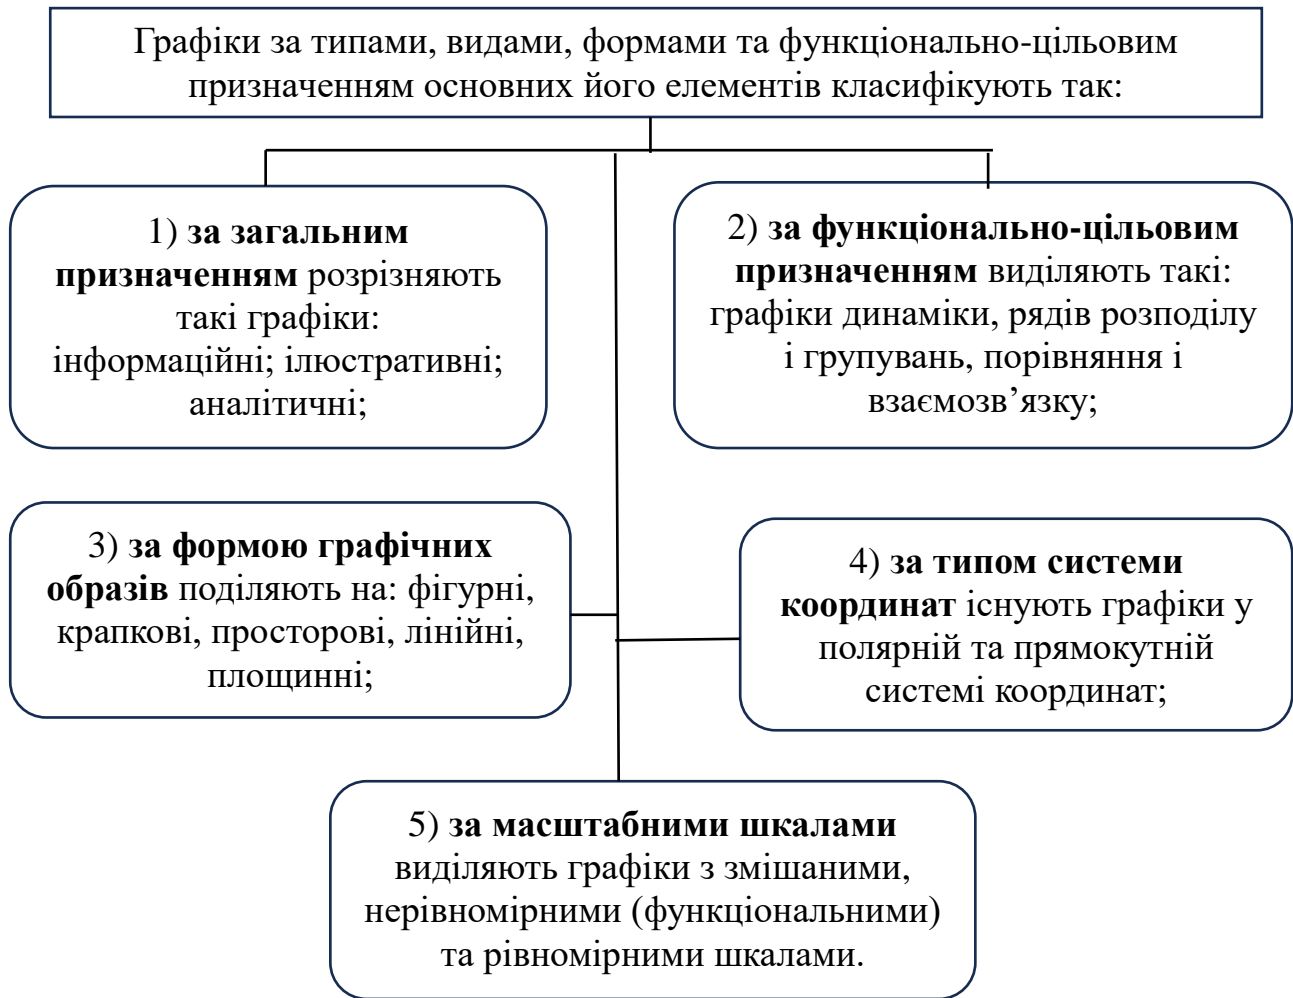 Графіки за типами, видами, формами та функціонально-цільовим
призначенням основних його елементів класифікують так:
1) за загальним
призначенням розрізняють
такі графіки:
інформаційні; ілюстративні;
аналітичні;
2) за функціонально-цільовим
призначенням виділяють такі:
графіки динаміки, рядів розподілу
і групувань, порівняння і
взаємозв’язку;
3) за формою графічних
образів поділяють на: фігурні,
крапкові, просторові, лінійні,
площинні;
4) за типом системи
координат існують графіки у
полярній та прямокутній
системі координат;
5) за масштабними шкалами
виділяють графіки з змішаними,
нерівномірними (функціональними)
та рівномірними шкалами.